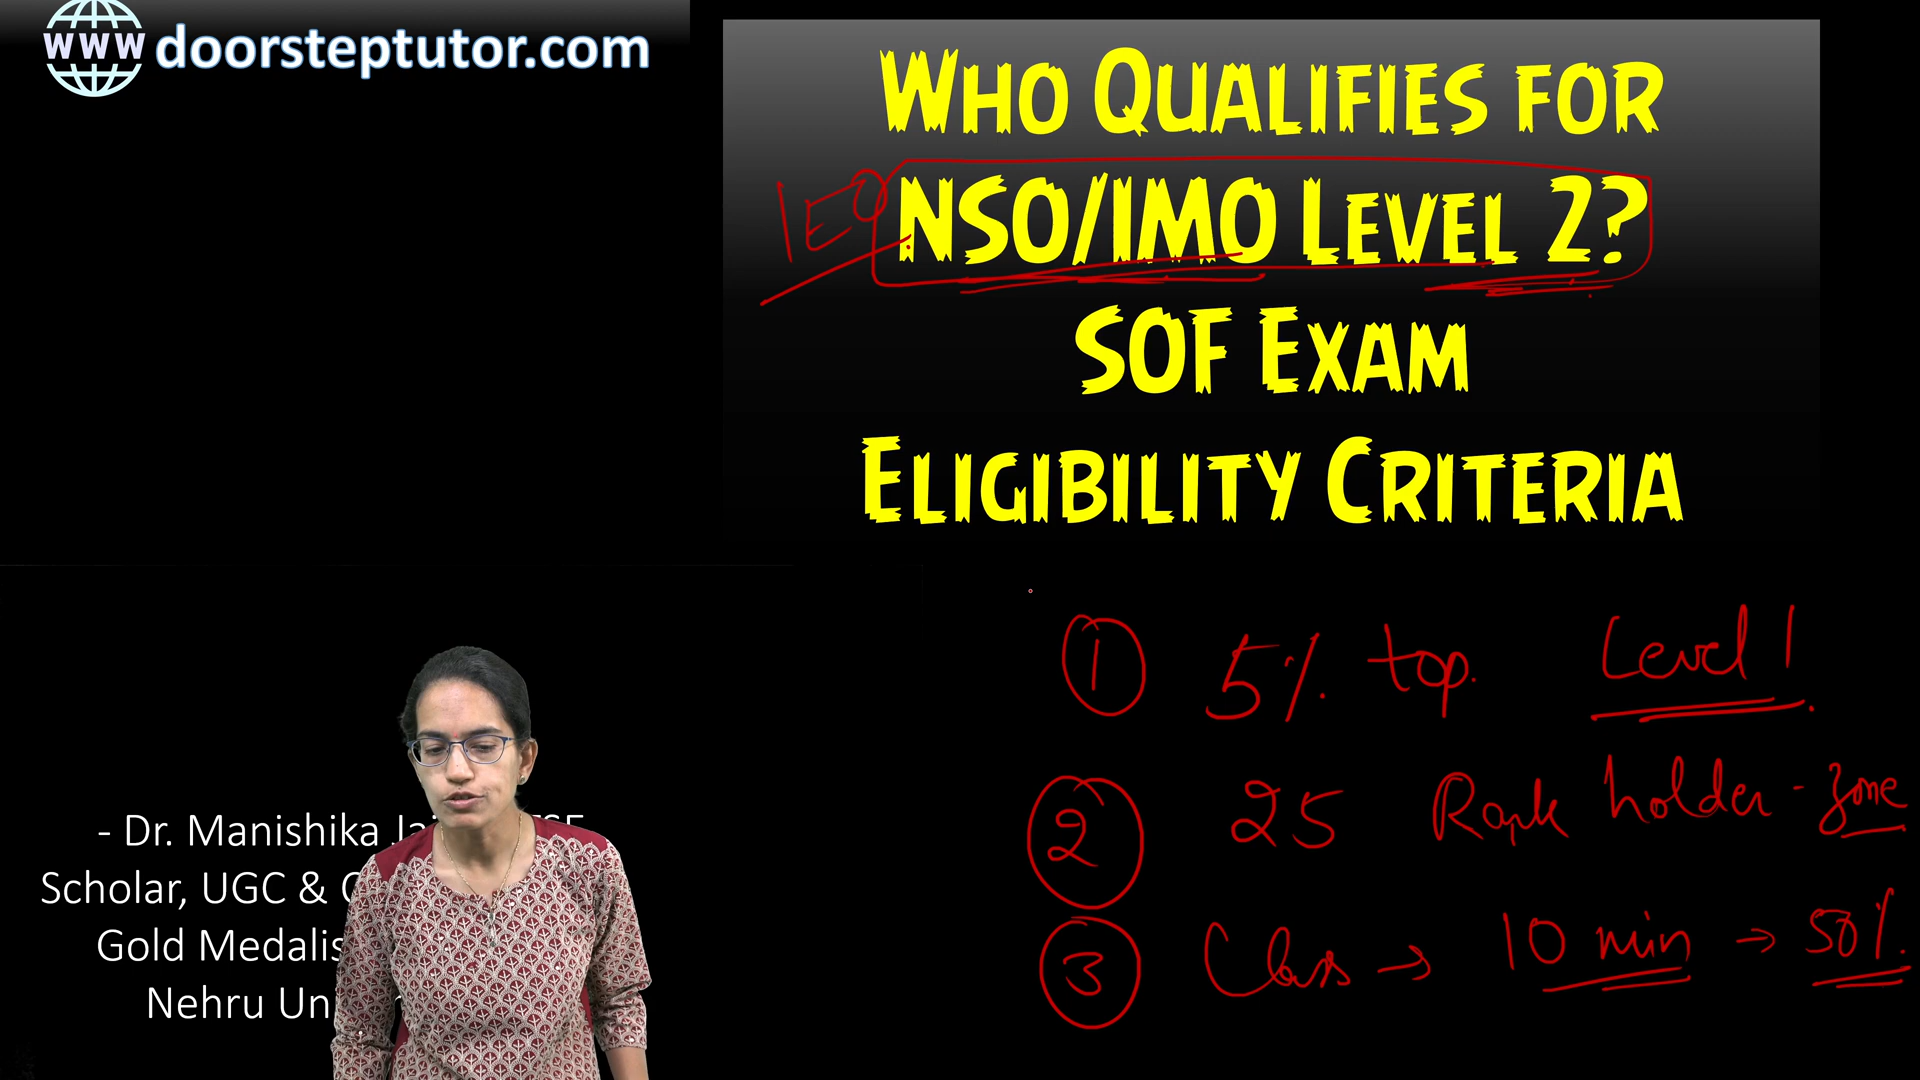 WWW doorsteptutor.com
WHO QUALIFIES FOR
IEO NSO/IMO LEVEL 2?
SOF EXAM
ELIGIBILITY CRITERIA
1 5% top. Level 1
2 25 Rank holder - zone
3 Class → 10 min → 50%.
- Dr. Manishika
Scholar, UGC &
Gold Medalis
Nehru Un